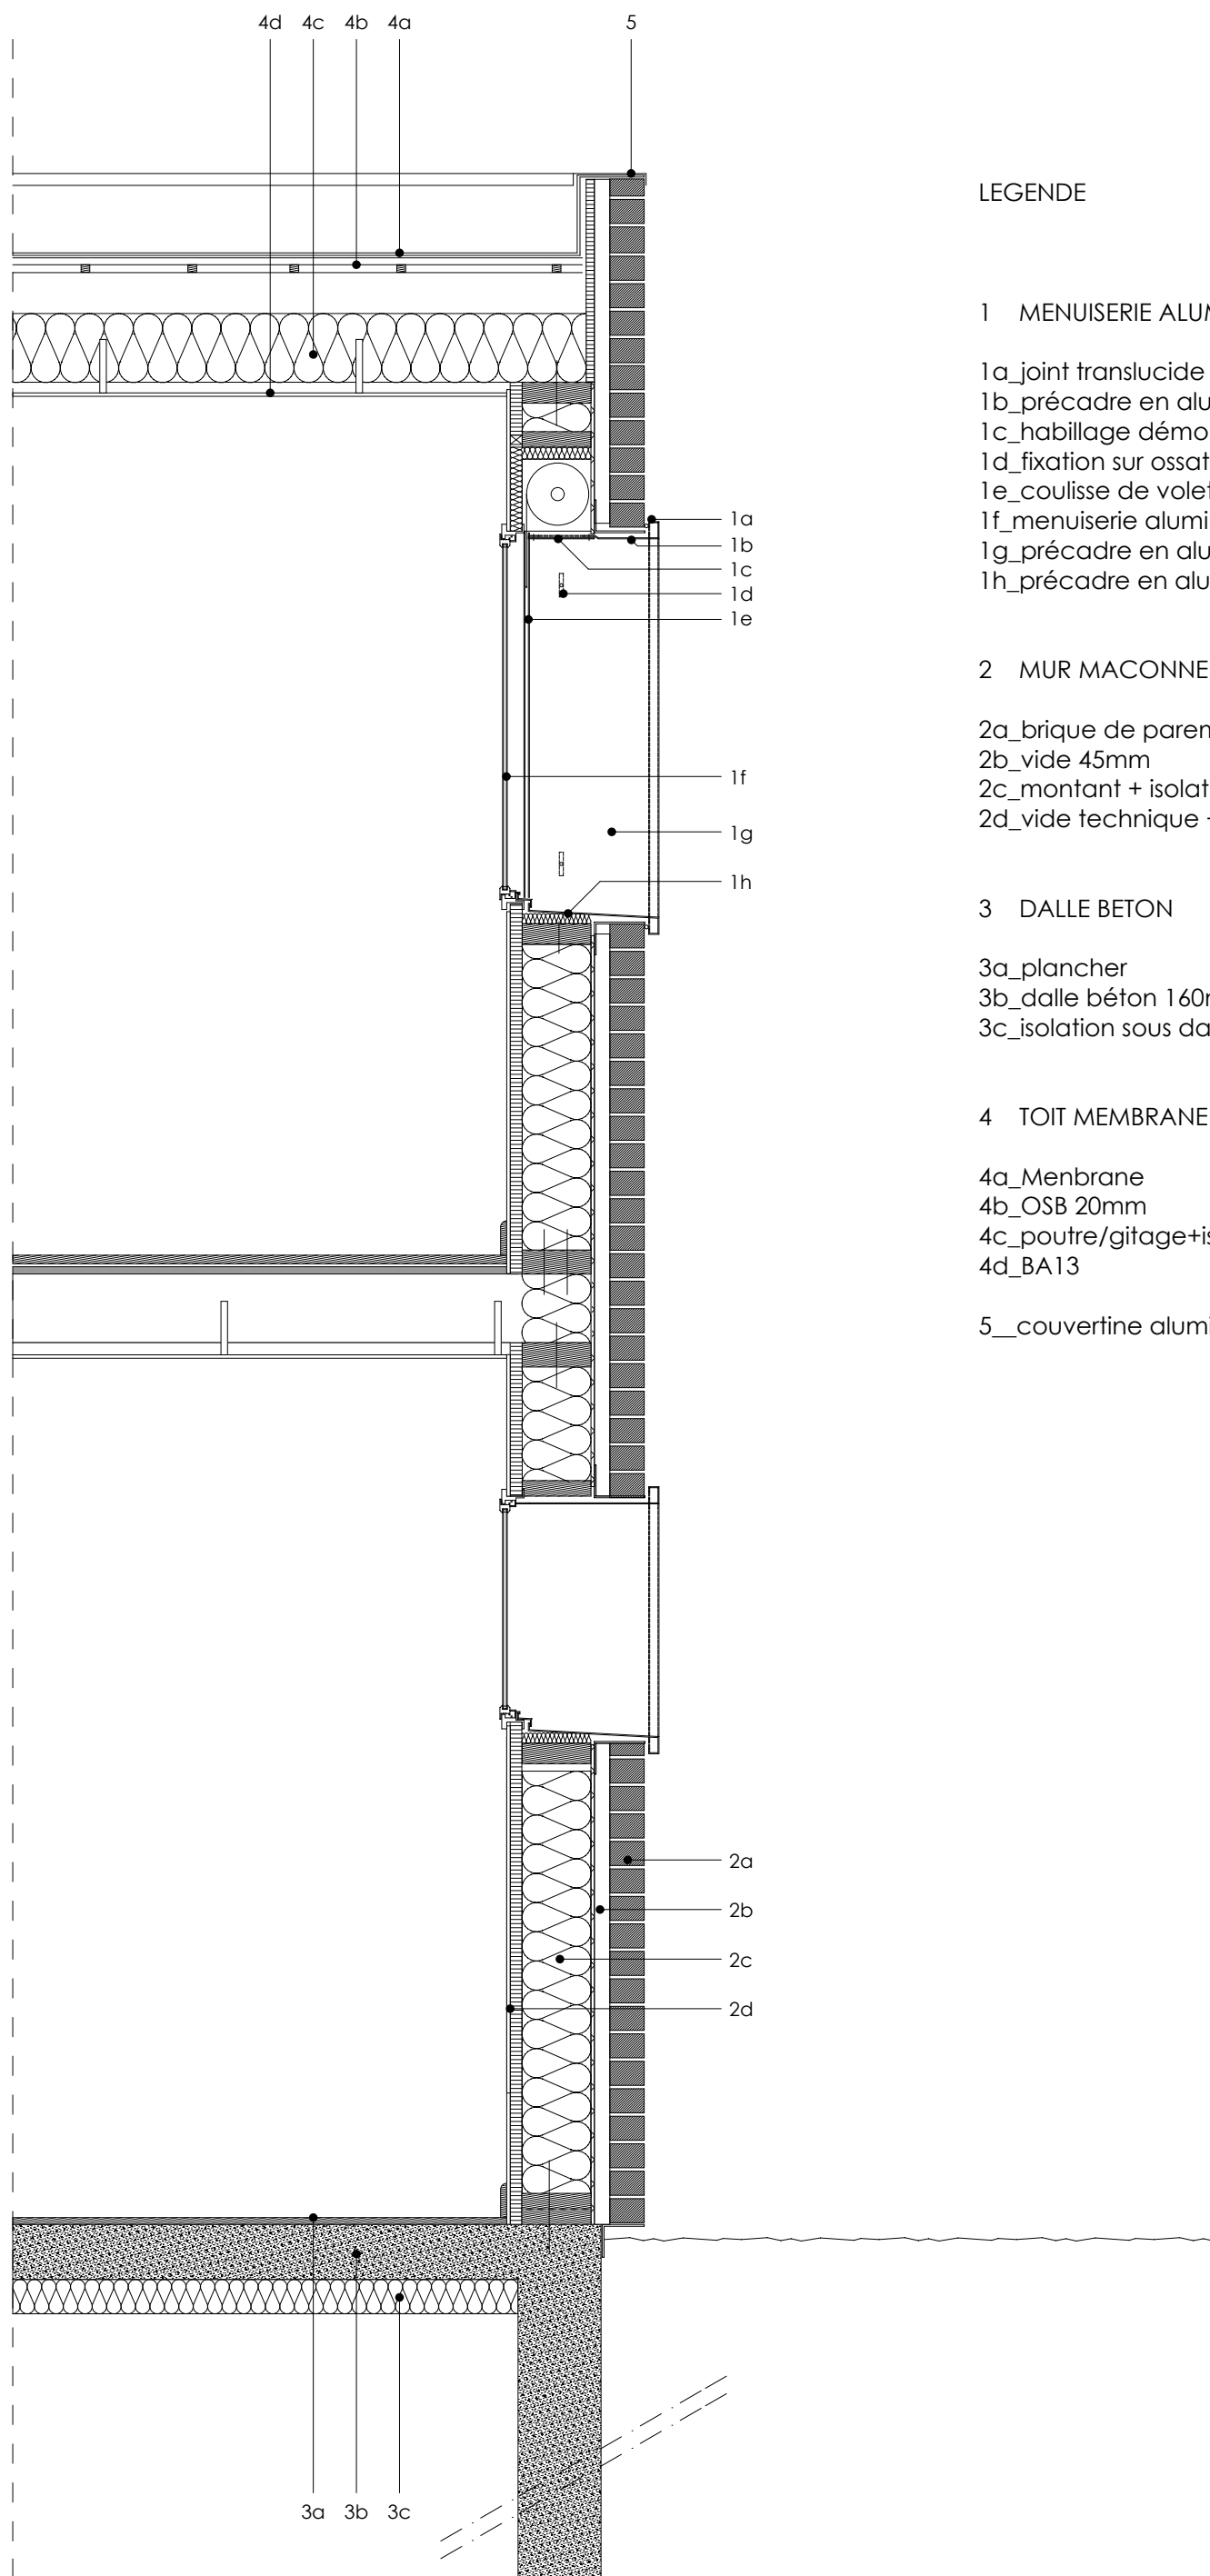 4d 4c 4b 4a 5
LEGENDE
1 MENUISERIE ALUM
1a_joint translucide
1b_précadre en alu
1c_habillage démo
1d_fixation sur ossat
1e_coulisse de volet
1f_menuiserie alumi
1g_précadre en alu
1h_précadre en alu
1a
1b
1c
1d
1e
1f
1g
1h
2 MUR MACONNE
2a_brique de paren
2b_vide 45mm
2c_montant + isolat
2d_vide technique
3 DALLE BETON
3a_plancher
3b_dalle béton 160
3c_isolation sous da
4 TOIT MEMBRANE
4a_Menbrane
4b_OSB 20mm
4c_poutre/gitage+is
4d_BA13
5__couvertine alumi
2a
2b
2c
2d
3a 3b 3c